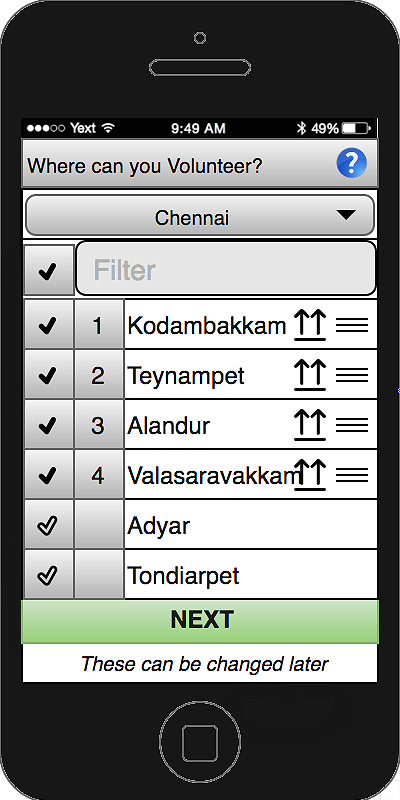 Yext 9:49 AM 49%
Where can you Volunteer? ?
Chennai
Filter
1 Kodambakkam
2 Teynampet
3 Alandur
4 Valasaravakkam
Adyar
Tondiarpet
NEXT
These can be changed later